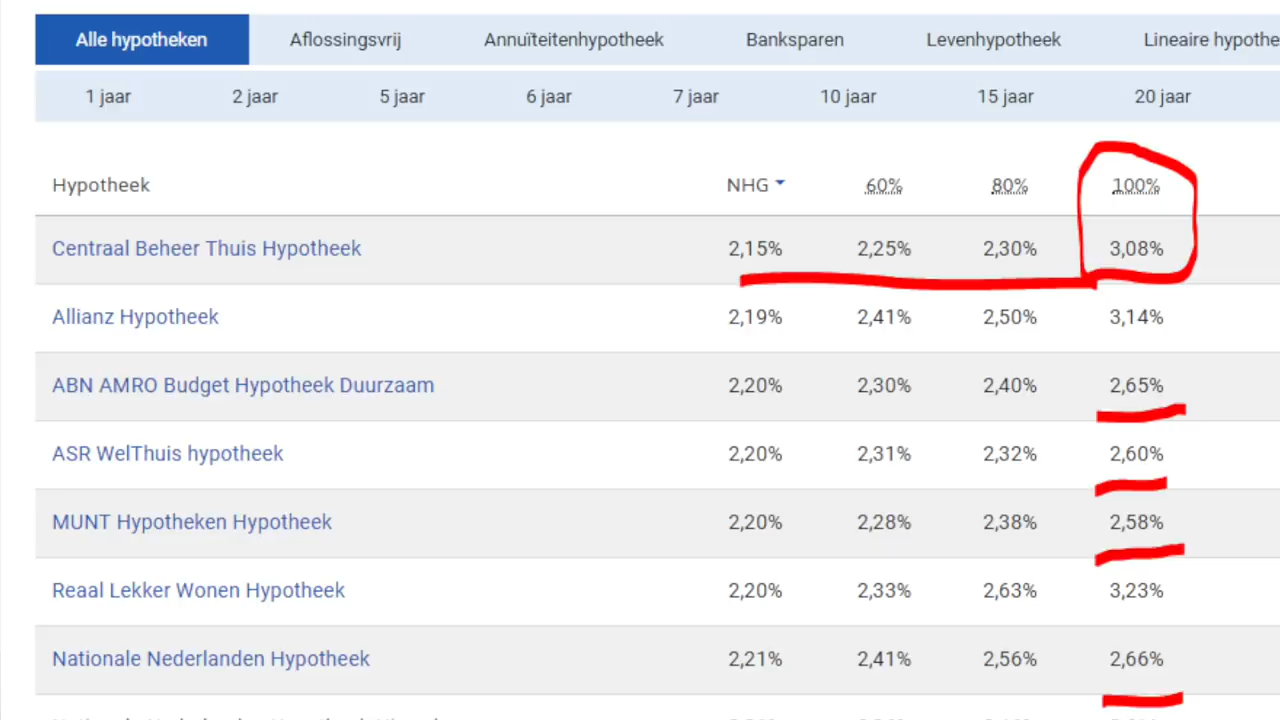 Alle hypotheken Aflossingsvrij Annuïteitenhypotheek Banksparen Levenhypotheek Lineaire hypothe
1 jaar 2 jaar 5 jaar 6 jaar 7 jaar 10 jaar 15 jaar 20 jaar
Hypotheek NHG 60% 80% 100%
Centraal Beheer Thuis Hypotheek 2,15% 2,25% 2,30% 3,08%
Allianz Hypotheek 2,19% 2,41% 2,50% 3,14%
ABN AMRO Budget Hypotheek Duurzaam 2,20% 2,30% 2,40% 2,65%
ASR WelThuis hypotheek 2,20% 2,31% 2,32% 2,60%
MUNT Hypotheken Hypotheek 2,20% 2,28% 2,38% 2,58%
Reaal Lekker Wonen Hypotheek 2,20% 2,33% 2,63% 3,23%
Nationale Nederlanden Hypotheek 2,21% 2,41% 2,56% 2,66%